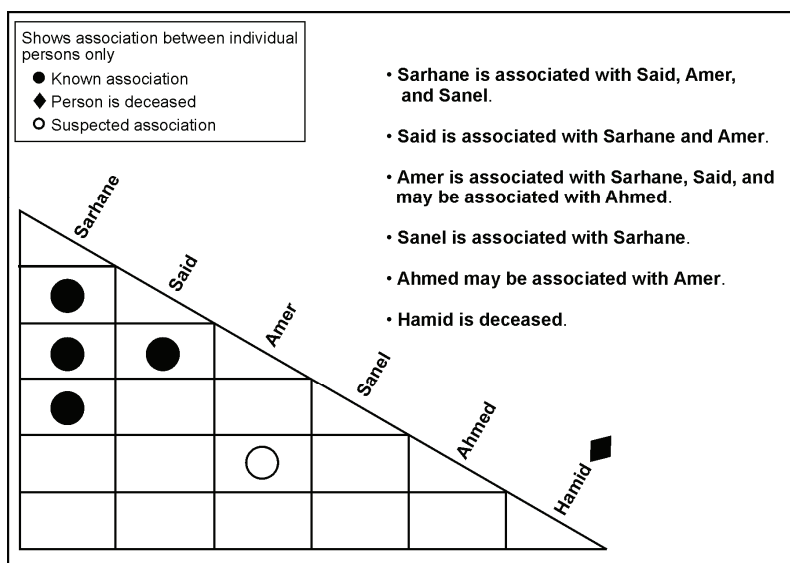 Shows association between individual
persons only
Known association
Person is deceased
Suspected association
• Sarhane is associated with Said, Amer,
and Sanel.
• Said is associated with Sarhane and Amer.
• Amer is associated with Sarhane, Said, and
may be associated with Ahmed.
• Sanel is associated with Sarhane.
• Ahmed may be associated with Amer.
• Hamid is deceased.
Sarhane
Said
Amer
Sanel
Ahmed
Hamid